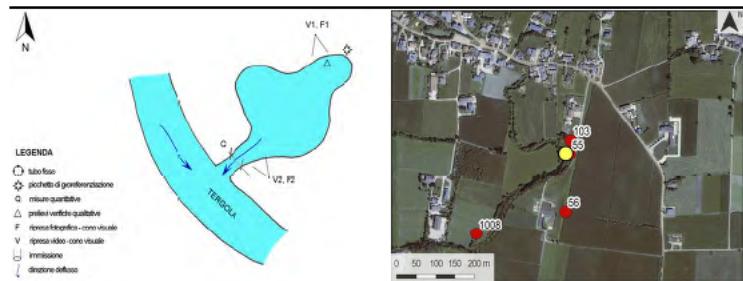 N
V1, F1
Q
V2, F2
TERGOLA
LEGENDA
tubo fisso
picchetto di georeferenziazione
Q misure quantitative
prelievi verifiche qualitative
F ripresa fotografica - cono visuale
V ripresa video - cono visuale
immissione
direzione deflusso
N
103
55
56
1008
0 50 100 150 200 m